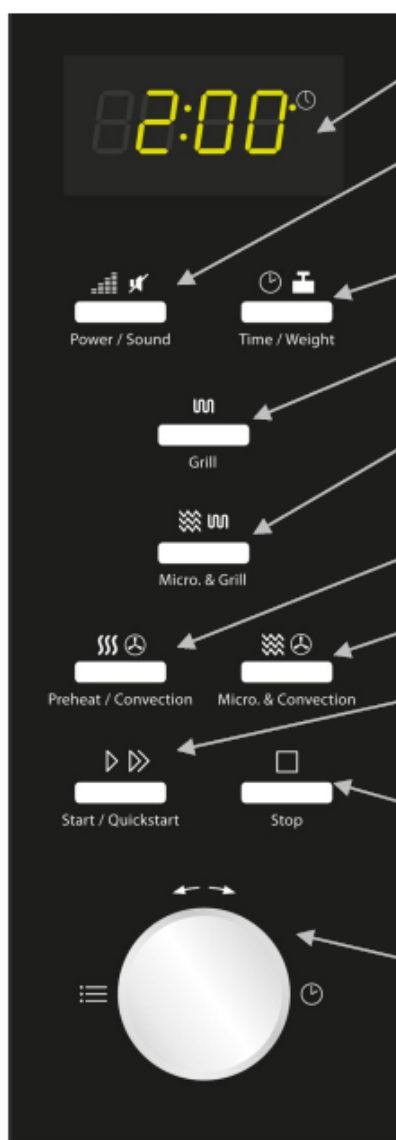 2:00
Power / Sound
Time / Weight
Grill
Micro. & Grill
Preheat / Convection
Micro. & Convection
Start / Quickstart
Stop